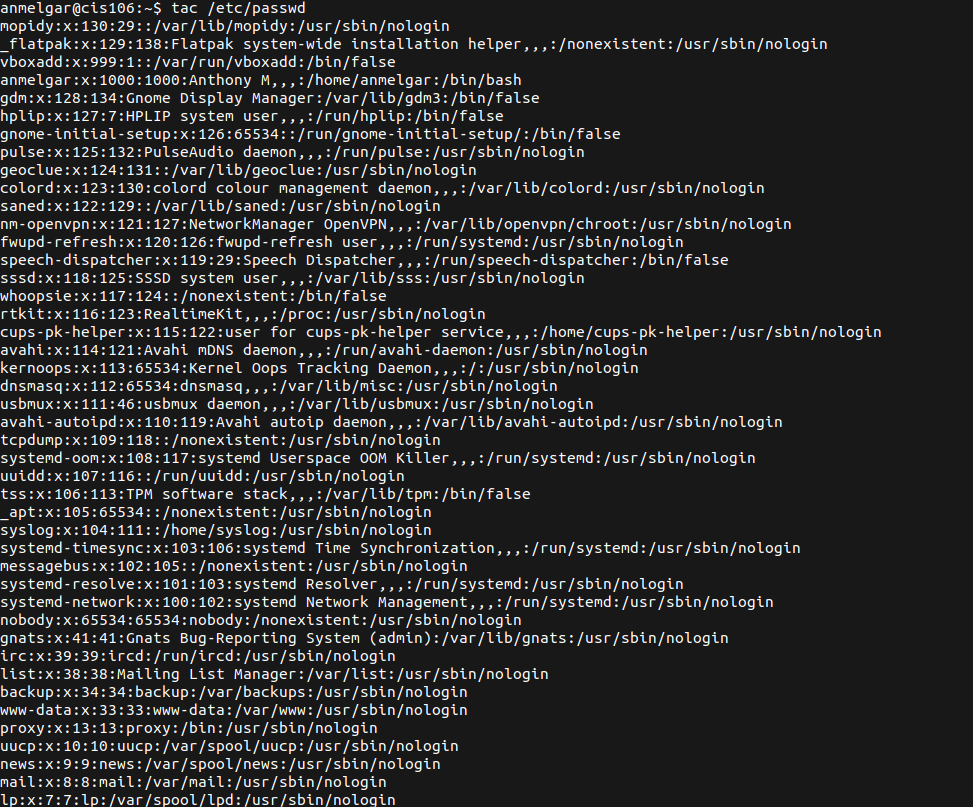 anmelgar@cis106:~$ tac /etc/passwd
mopidy:x:130:29::/var/lib/mopidy:/usr/sbin/nologin
_flatpak:x:129:138:Flatpak system-wide installation helper,,,:/nonexistent:/usr/sbin/nologin
vboxadd:x:999:1::/var/run/vboxadd:/bin/false
anmelgar:x:1000:1000:Anthony M,,,:/home/anmelgar:/bin/bash
gdm:x:128:134:Gnome Display Manager:/var/lib/gdm3:/bin/false
hplip:x:127:7:HPLIP system user,,,:/run/hplip:/bin/false
gnome-initial-setup:x:126:65534::/run/gnome-initial-setup/:/bin/false
pulse:x:125:132:PulseAudio daemon,,,:/run/pulse:/usr/sbin/nologin
geoclue:x:124:131::/var/lib/geoclue:/usr/sbin/nologin
colord:x:123:130:colord colour management daemon,,,:/var/lib/colord:/usr/sbin/nologin
saned:x:122:129::/var/lib/saned:/usr/sbin/nologin
nm-openvpn:x:121:127:NetworkManager OpenVPN,,,:/var/lib/openvpn/chroot:/usr/sbin/nologin
fwupd-refresh:x:120:126:fwupd-refresh user,,,:/run/systemd:/usr/sbin/nologin
speech-dispatcher:x:119:29:Speech Dispatcher,,,:/run/speech-dispatcher:/bin/false
sssd:x:118:125:SSSD system user,,,:/var/lib/sss:/usr/sbin/nologin
whoopsie:x:117:124::/nonexistent:/bin/false
rtkit:x:116:123:RealtimeKit,,,:/proc:/usr/sbin/nologin
cups-pk-helper:x:115:122:user for cups-pk-helper service,,,:/home/cups-pk-helper:/usr/sbin/nologin
avahi:x:114:121:Avahi mDNS daemon,,,:/run/avahi-daemon:/usr/sbin/nologin
kernoops:x:113:65534:Kernel Oops Tracking Daemon,,,:/:/usr/sbin/nologin
dnsmasq:x:112:65534:dnsmasq,,,:/var/lib/misc:/usr/sbin/nologin
usbmux:x:111:46:usbmux daemon,,,:/var/lib/usbmux:/usr/sbin/nologin
avahi-autoipd:x:110:119:Avahi autoip daemon,,,:/var/lib/avahi-autoipd:/usr/sbin/nologin
tcpdump:x:109:118::/nonexistent:/usr/sbin/nologin
systemd-oom:x:108:117:systemd Userspace OOM Killer,,,:/run/systemd:/usr/sbin/nologin
uuidd:x:107:116::/run/uuidd:/usr/sbin/nologin
tss:x:106:113:TPM software stack,,,:/var/lib/tpm:/bin/false
_apt:x:105:65534::/nonexistent:/usr/sbin/nologin
syslog:x:104:111::/home/syslog:/usr/sbin/nologin
systemd-timesync:x:103:106:systemd Time Synchronization,,,:/run/systemd:/usr/sbin/nologin
messagebus:x:102:105::/nonexistent:/usr/sbin/nologin
systemd-resolve:x:101:103:systemd Resolver,,,:/run/systemd:/usr/sbin/nologin
systemd-network:x:100:102:systemd Network Management,,,:/run/systemd:/usr/sbin/nologin
nobody:x:65534:65534:nobody:/nonexistent:/usr/sbin/nologin
gnats:x:41:41:Gnats Bug-Reporting System (admin):/var/lib/gnats:/usr/sbin/nologin
irc:x:39:39:ircd:/run/ircd:/usr/sbin/nologin
list:x:38:38:Mailing List Manager:/var/list:/usr/sbin/nologin
backup:x:34:34:backup:/var/backups:/usr/sbin/nologin
www-data:x:33:33:www-data:/var/www:/usr/sbin/nologin
proxy:x:13:13:proxy:/bin:/usr/sbin/nologin
uucp:x:10:10:uucp:/var/spool/uucp:/usr/sbin/nologin
news:x:9:9:news:/var/spool/news:/usr/sbin/nologin
mail:x:8:8:mail:/var/mail:/usr/sbin/nologin
lp:x:7:7:lp:/var/spool/lpd:/usr/sbin/nologin